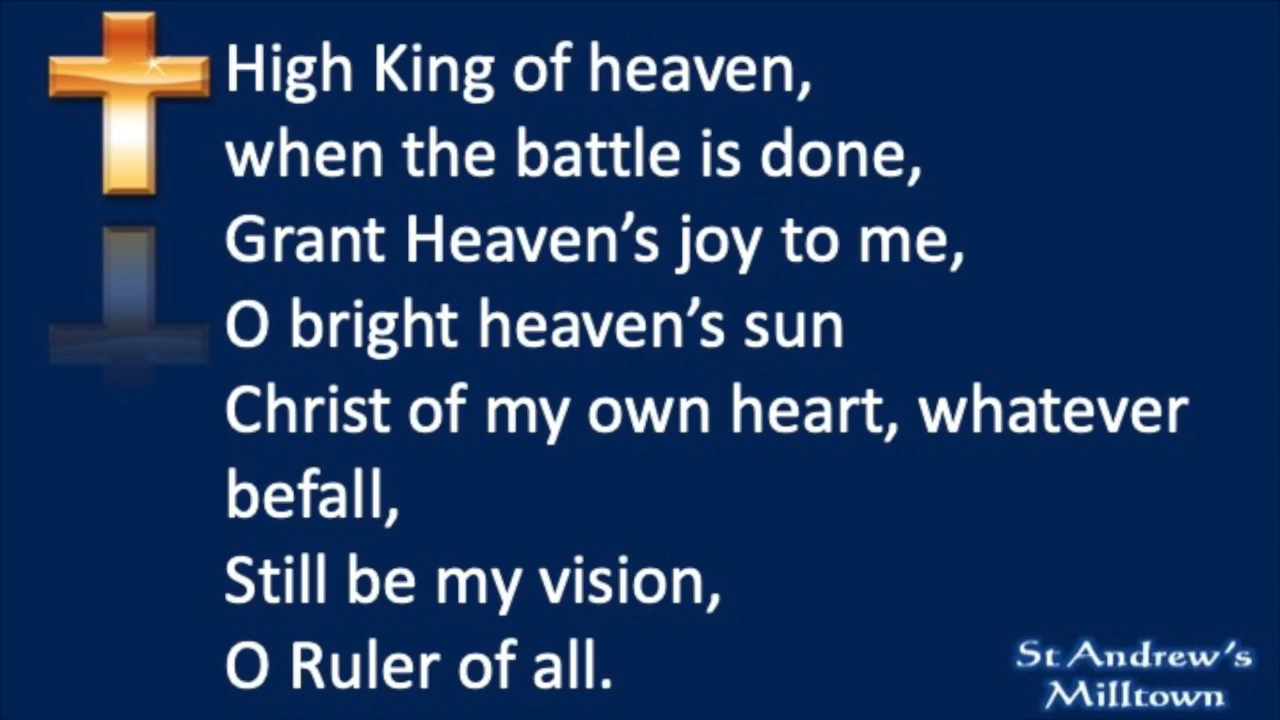 High King of heaven,
when the battle is done,
Grant Heaven’s joy to me,
O bright heaven’s sun
Christ of my own heart, whatever
befall,
Still be my vision,
O Ruler of all.
St Andrew’s
Milltown